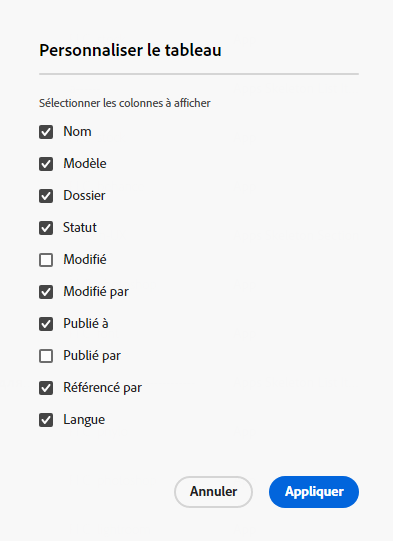 Personnaliser le tableau
Sélectionner les colonnes à afficher
Nom
Modèle
Dossier
Statut
Modifié
Modifié par
Publié à
Publié par
Référencé par
Langue
Annuler Appliquer